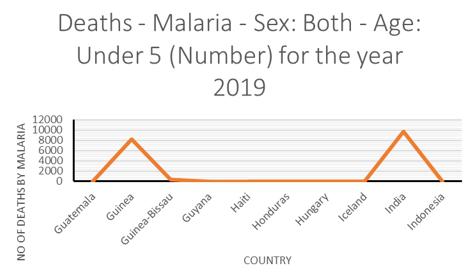 Deaths - Malaria - Sex: Both - Age:
Under 5 (Number) for the year
2019
NO OF DEATHS BY MALARIA
12000
10000
8000
6000
4000
2000
0
Guatemala
Guinea
Guinea-Bissau
Guyana
Haiti
Honduras
Hungary
Iceland
India
Indonesia
COUNTRY